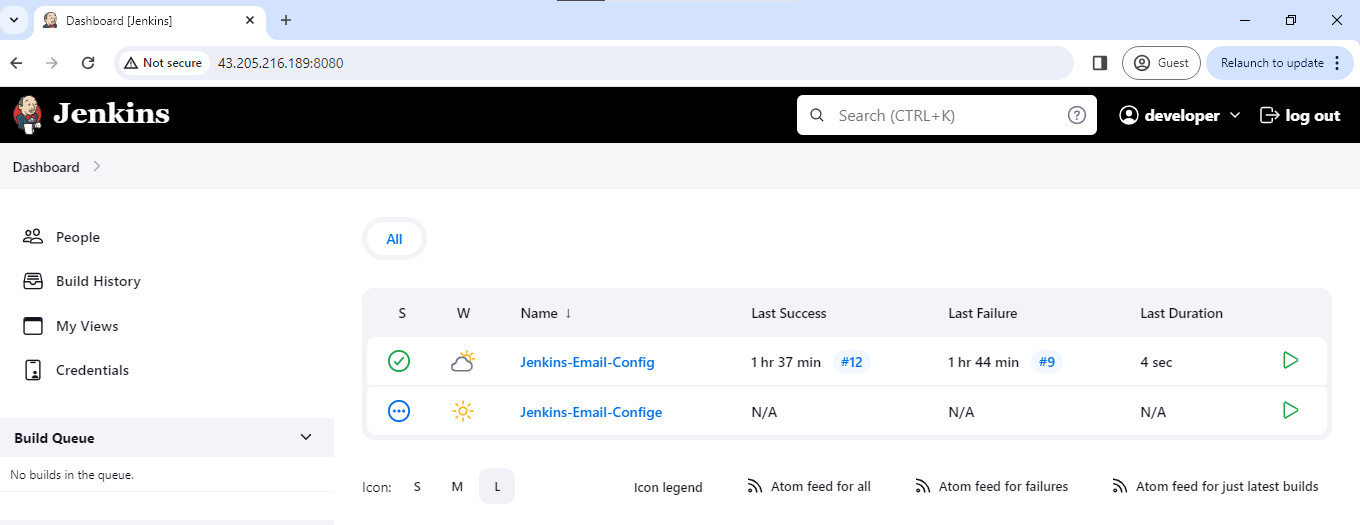 Dashboard [Jenkins]
Not secure 43.205.216.189:8080 Guest Relaunch to update
Jenkins Search (CTRL+K) developer log out
Dashboard
People
Build History
My Views
Credentials
Build Queue
No builds in the queue.
All
S W Name ↓ Last Success Last Failure Last Duration
Jenkins-Email-Config 1 hr 37 min #12 1 hr 44 min #9 4 sec
Jenkins-Email-Confige N/A N/A N/A
Icon: S M L Icon legend Atom feed for all Atom feed for failures Atom feed for just latest builds